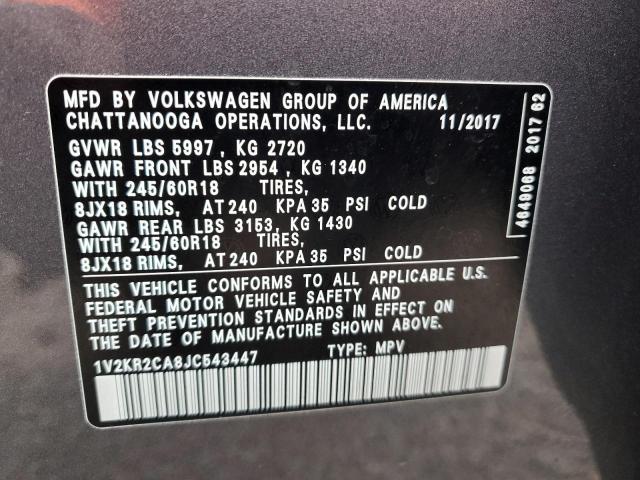 MFD BY VOLKSWAGEN GROUP OF AMERICA
CHATTANOOGA OPERATIONS, LLC. 11/2017
GVWR LBS 5997, KG 2720
GAWR FRONT LBS 2954, KG 1340
WITH 245/60R18 TIRES,
8JX18 RIMS, AT 240 KPA 35 PSI COLD
GAWR REAR LBS 3153, KG 1430
WITH 245/60R18 TIRES,
8JX18 RIMS, AT 240 KPA 35 PSI COLD
THIS VEHICLE CONFORMS TO ALL APPLICABLE U.S.
FEDERAL MOTOR VEHICLE SAFETY AND
THEFT PREVENTION STANDARDS IN EFFECT ON
THE DATE OF MANUFACTURE SHOWN ABOVE.
1V2KR2CA8JC543447 TYPE: MPV
4649068 2017 62